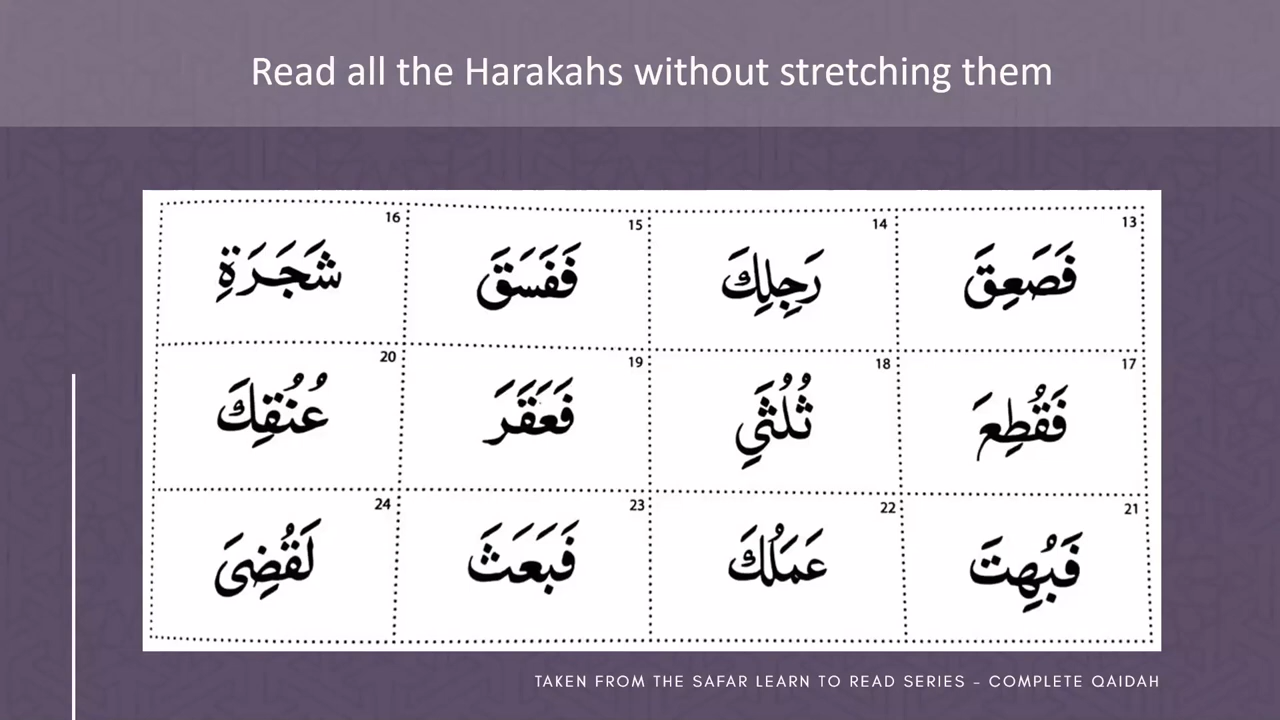 Read all the Harakahs without stretching them
13 فَصَعِقَ 14 رَجِلِكَ 15 فَفَسَقَ 16 شَجَرَةِ
17 فَقُطِعَ 18 ثُلُثَيِ 19 فَعَقَرَ 20 عُنُقِكَ
21 فَبُهِتَ 22 عَمَلُكَ 23 فَبَعَثَ 24 لَقُضِىَ
TAKEN FROM THE SAFAR LEARN TO READ SERIES – COMPLETE QAIDAH